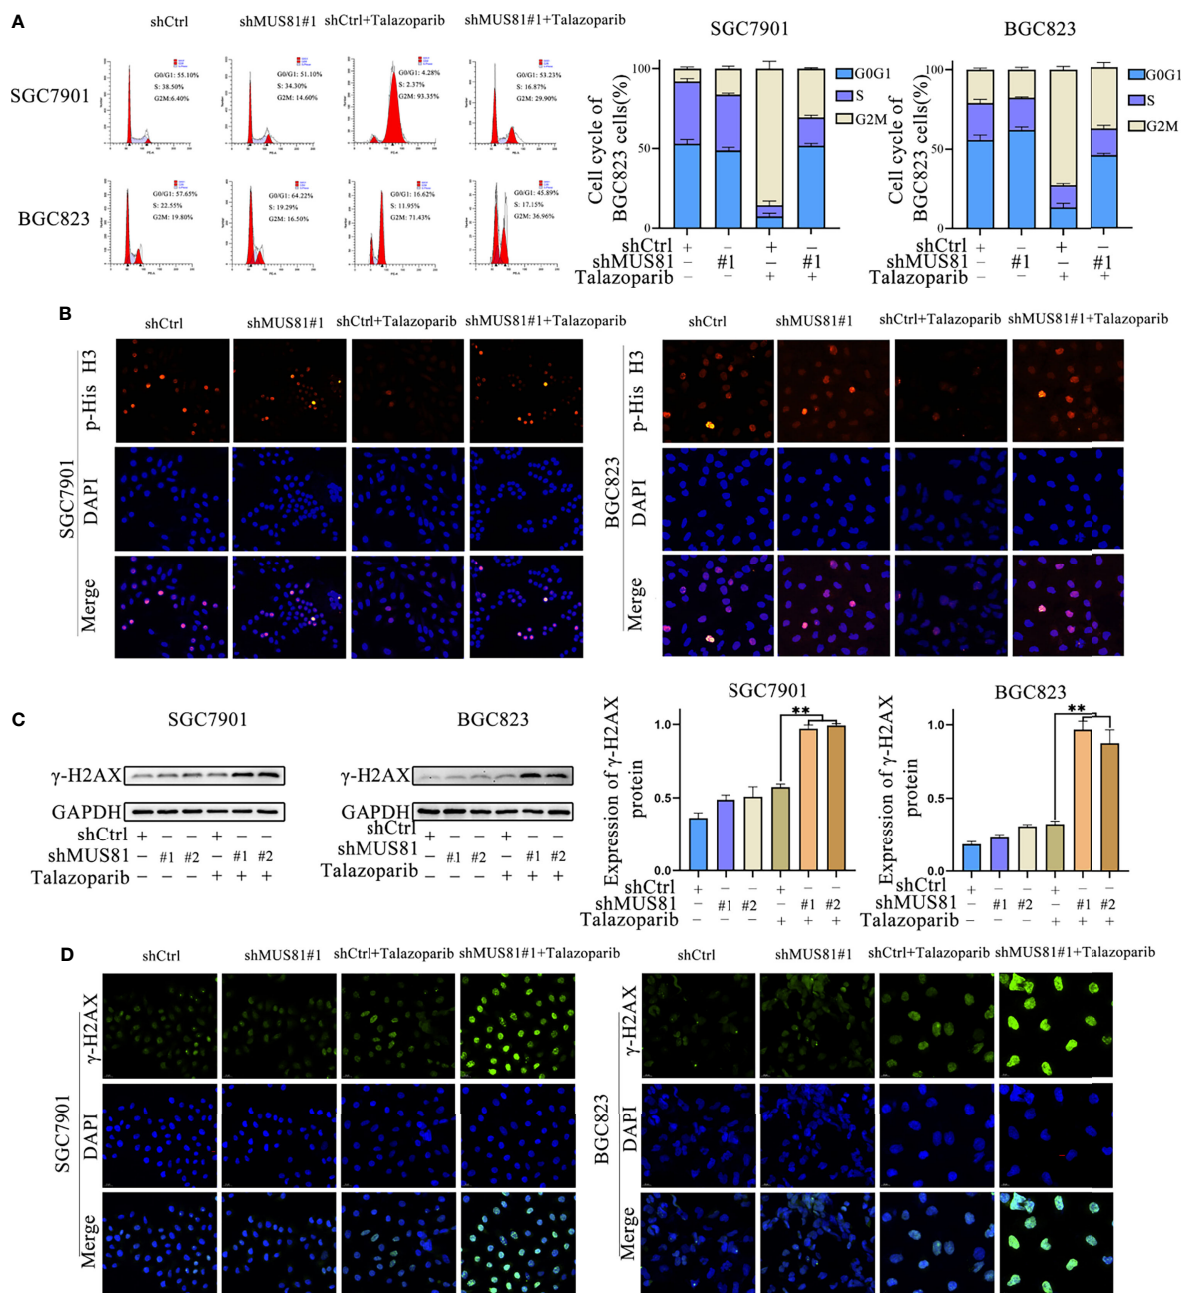 A
shCtrl shMUS81#1 shCtrl+Talazoparib shMUS81#1+Talazoparib
SGC7901
G0/G1: 55.10%
S: 38.50%
G2M:6.40%
G0/G1: 51.10%
S: 34.30%
G2M: 14.60%
G0/G1: 4.28%
S: 2.37%
G2M: 93.35%
G0/G1: 53.23%
S: 16.87%
G2M: 29.90%
BGC823
G0/G1: 57.65%
S: 22.55%
G2M: 19.80%
G0/G1: 64.22%
S: 19.29%
G2M: 16.50%
G0/G1: 16.62%
S: 11.95%
G2M: 71.43%
G0/G1: 45.89%
S: 17.15%
G2M: 36.96%
SGC7901
Cell cycle of
BGC823 cells(%)
100
50
0
G0G1
S
G2M
shCtrl + – + –
shMUS81 – #1 – #1
Talazoparib – – + +
BGC823
Cell cycle of
BGC823 cells(%)
100
50
0
G0G1
S
G2M
shCtrl + – + –
shMUS81 – #1 – #1
Talazoparib – – + +
B
shCtrl shMUS81#1 shCtrl+Talazoparib shMUS81#1+Talazoparib
SGC7901
p-His H3
DAPI
Merge
shCtrl shMUS81#1 shCtrl+Talazoparib shMUS81#1+Talazoparib
BGC823
p-His H3
DAPI
Merge
C
SGC7901
γ-H2AX
GAPDH
shCtrl + – – + – –
shMUS81 – #1 #2 – #1 #2
Talazoparib – – – + + +
BGC823
γ-H2AX
GAPDH
shCtrl + – – + – –
shMUS81 – #1 #2 – #1 #2
Talazoparib – – – + + +
SGC7901
Expression of γ-H2AX
protein
1.0
0.5
0.0
**
shCtrl + – – + – –
shMUS81 – #1 #2 – #1 #2
Talazoparib – – – + + +
BGC823
Expression of γ-H2AX
protein
1.0
0.5
0.0
**
shCtrl + – – + – –
shMUS81 – #1 #2 – #1 #2
Talazoparib – – – + + +
D
shCtrl shMUS81#1 shCtrl+Talazoparib shMUS81#1+Talazoparib
SGC7901
γ-H2AX
DAPI
Merge
shCtrl shMUS81#1 shCtrl+Talazoparib shMUS81#1+Talazoparib
BGC823
γ-H2AX
DAPI
Merge